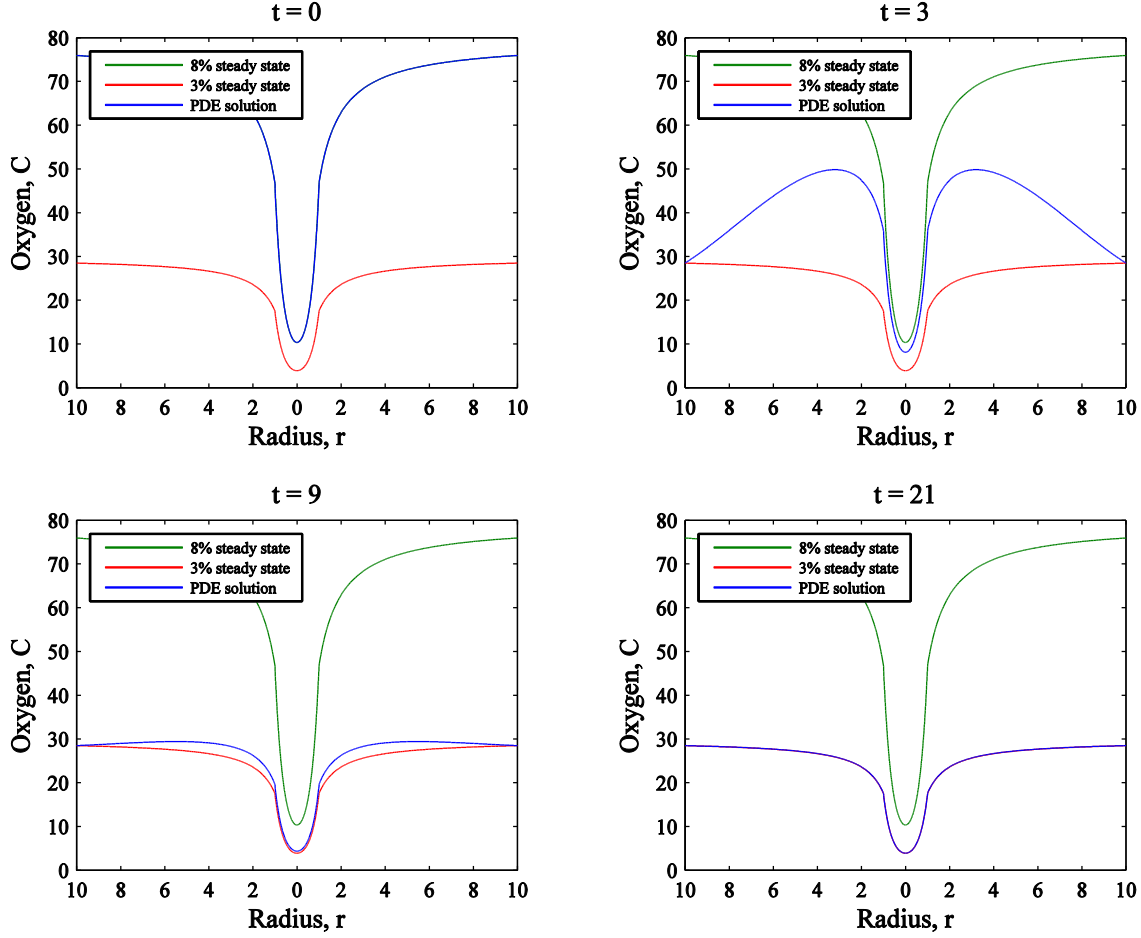 t = 0
80
70
60
50
40
30
20
10
0
Oxygen, C
8% steady state
3% steady state
PDE solution
10 8 6 4 2 0 2 4 6 8 10
Radius, r
t = 3
80
70
60
50
40
30
20
10
0
Oxygen, C
8% steady state
3% steady state
PDE solution
10 8 6 4 2 0 2 4 6 8 10
Radius, r
t = 9
80
70
60
50
40
30
20
10
0
Oxygen, C
8% steady state
3% steady state
PDE solution
10 8 6 4 2 0 2 4 6 8 10
Radius, r
t = 21
80
70
60
50
40
30
20
10
0
Oxygen, C
8% steady state
3% steady state
PDE solution
10 8 6 4 2 0 2 4 6 8 10
Radius, r